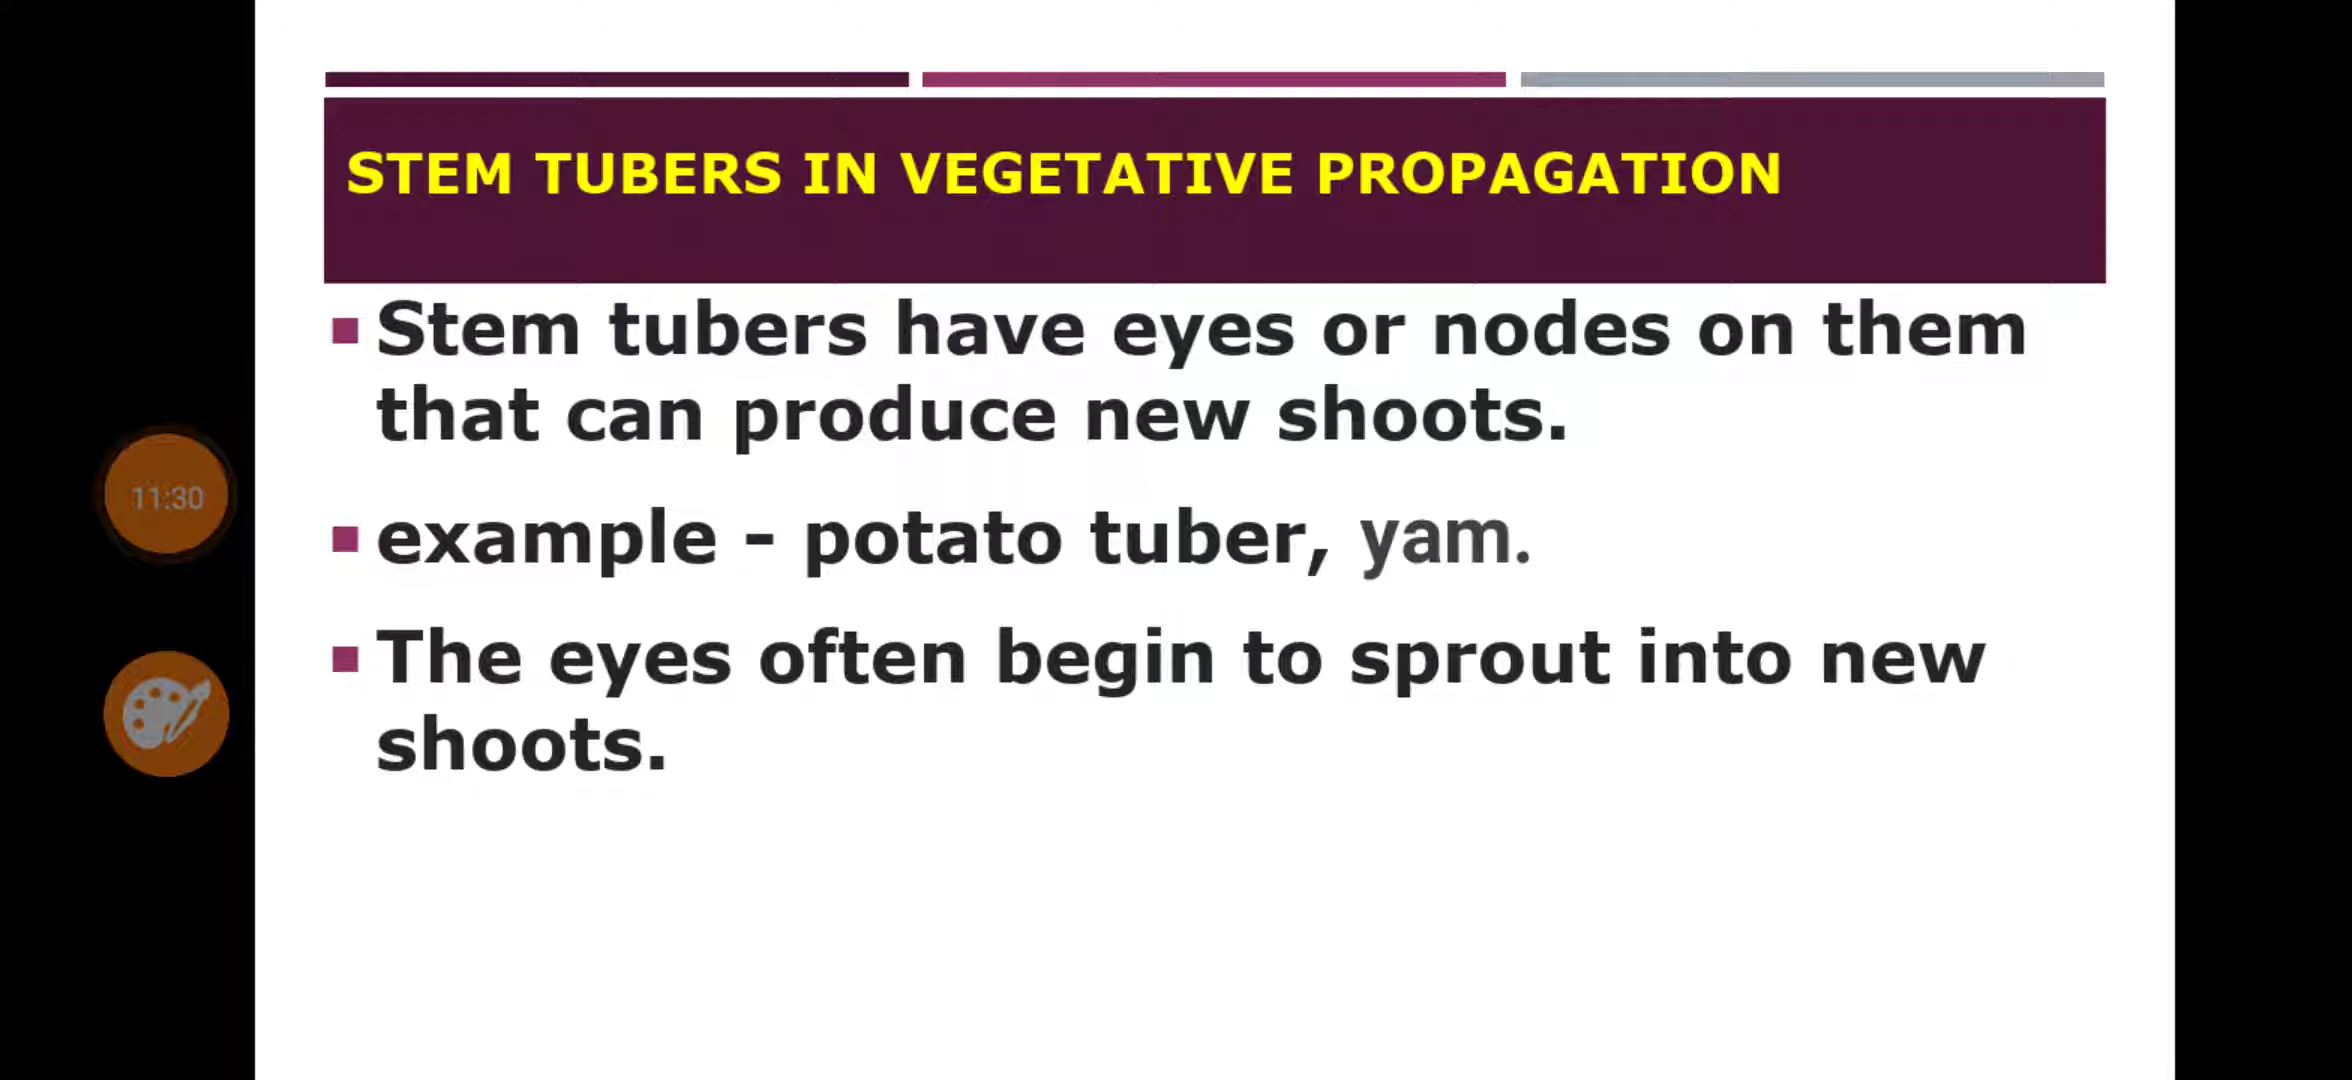 STEM TUBERS IN VEGETATIVE PROPAGATION
Stem tubers have eyes or nodes on them
that can produce new shoots.
11:30
example - potato tuber, yam.
The eyes often begin to sprout into new
shoots.